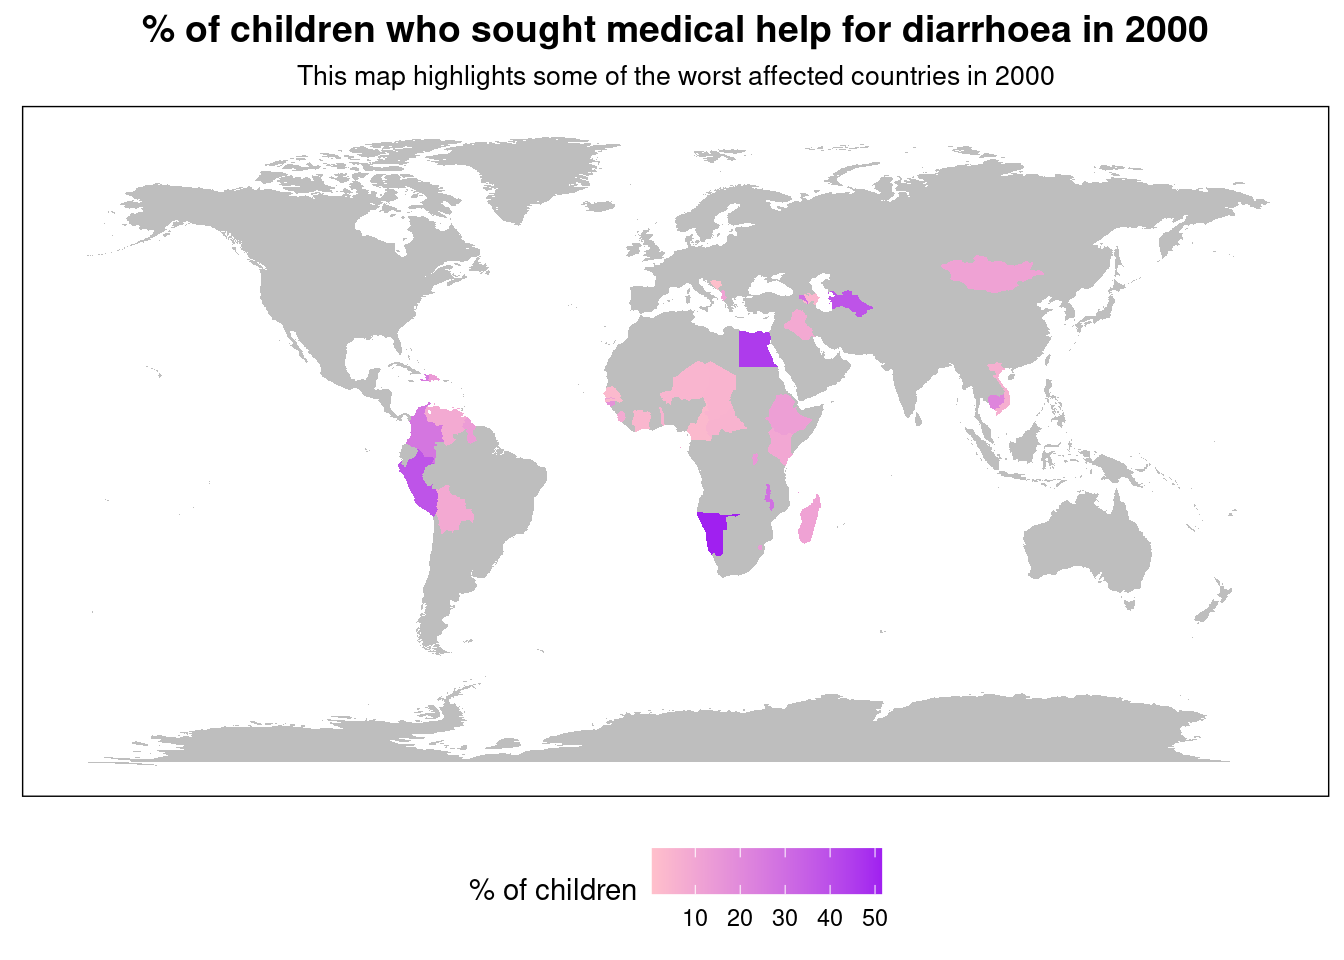 % of children who sought medical help for diarrhoea in 2000
This map highlights some of the worst affected countries in 2000
% of children
10 20 30 40 50